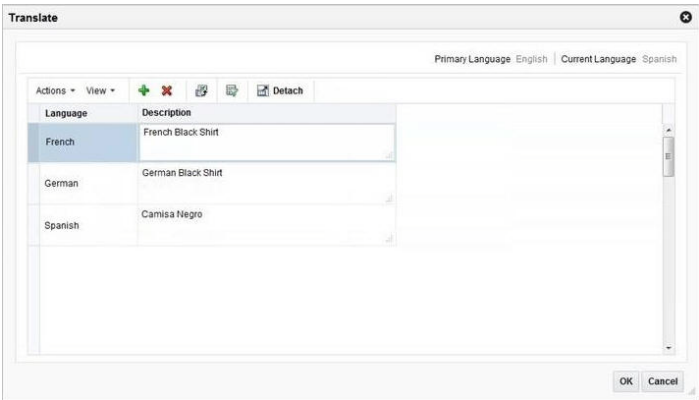 Translate
Primary Language English Current Language Spanish
Actions View Detach
Language Description
French French Black Shirt
German German Black Shirt
Spanish Camisa Negro
OK Cancel